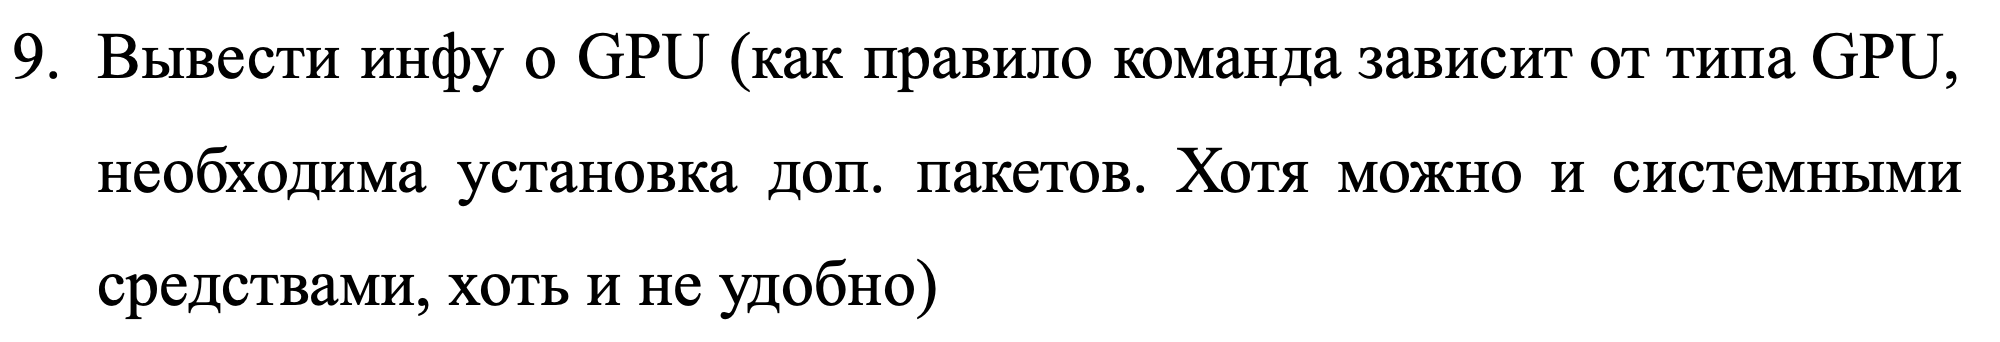 9. Вывести инфу о GPU (как правило команда зависит от типа GPU,
необходима установка доп. пакетов. Хотя можно и системными
средствами, хоть и не удобно)